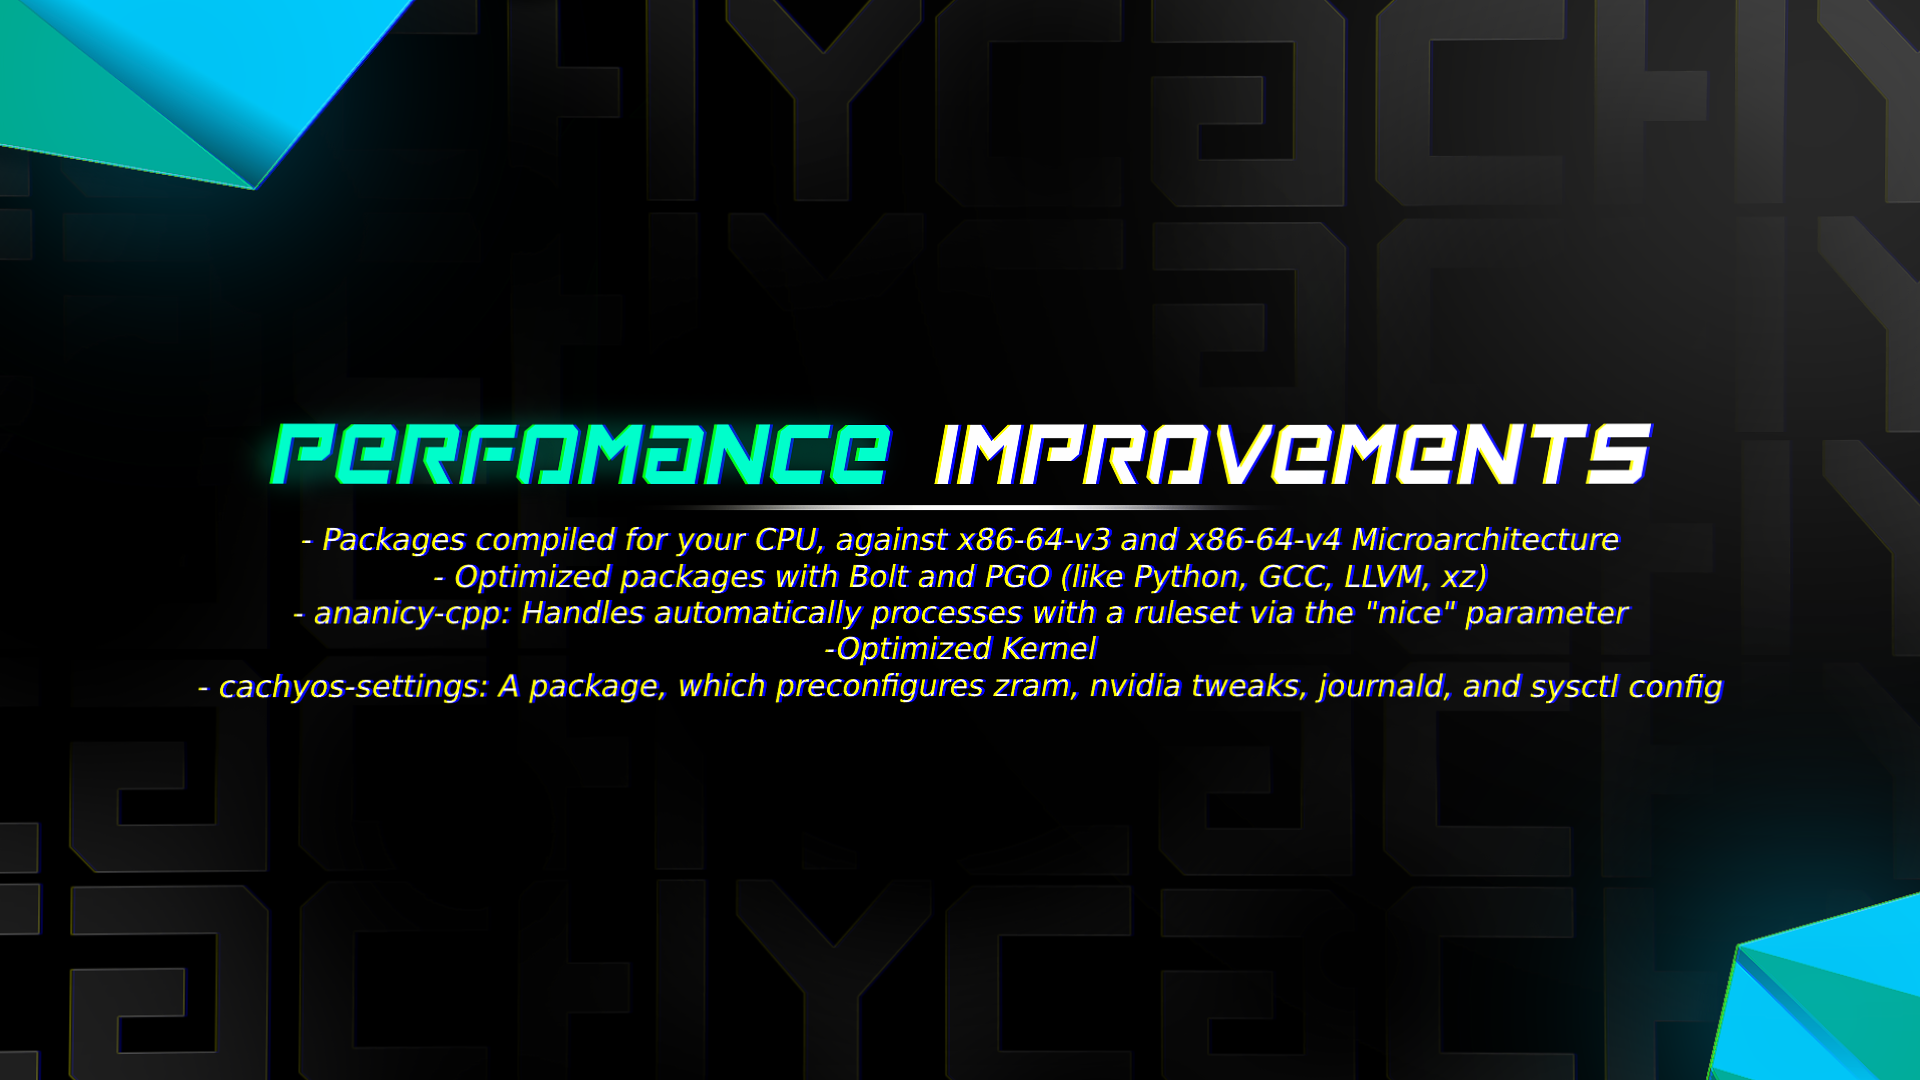 PERFOMANCE IMPROVEMENTS
- Packages compiled for your CPU, against x86-64-v3 and x86-64-v4 Microarchitecture
- Optimized packages with Bolt and PGO (like Python, GCC, LLVM, xz)
- ananicy-cpp: Handles automatically processes with a ruleset via the "nice" parameter
-Optimized Kernel
- cachyos-settings: A package, which preconfigures zram, nvidia tweaks, journald, and sysctl config